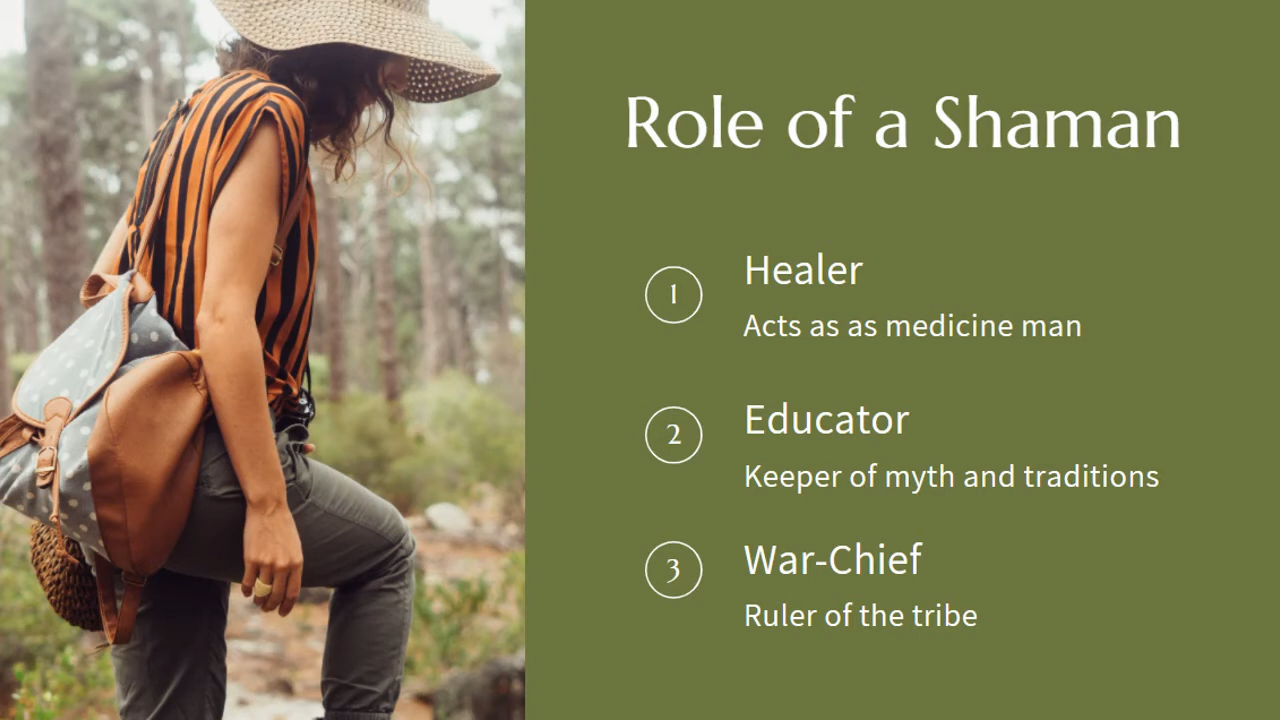 Role of a Shaman
1
Healer
Acts as as medicine man
2
Educator
Keeper of myth and traditions
3
War-Chief
Ruler of the tribe